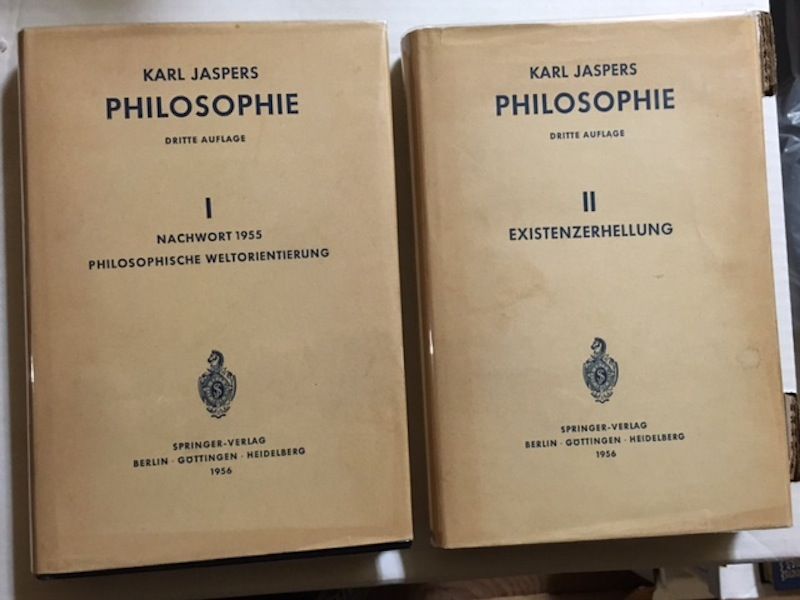 KARL JASPERS
PHILOSOPHIE
DRITTE AUFLAGE
I
NACHWORT 1955
PHILOSOPHISCHE WELTORIENTIERUNG
SPRINGER-VERLAG
BERLIN · GÖTTINGEN · HEIDELBERG
1956
KARL JASPERS
PHILOSOPHIE
DRITTE AUFLAGE
II
EXISTENZERHELLUNG
SPRINGER-VERLAG
BERLIN · GÖTTINGEN · HEIDELBERG
1956